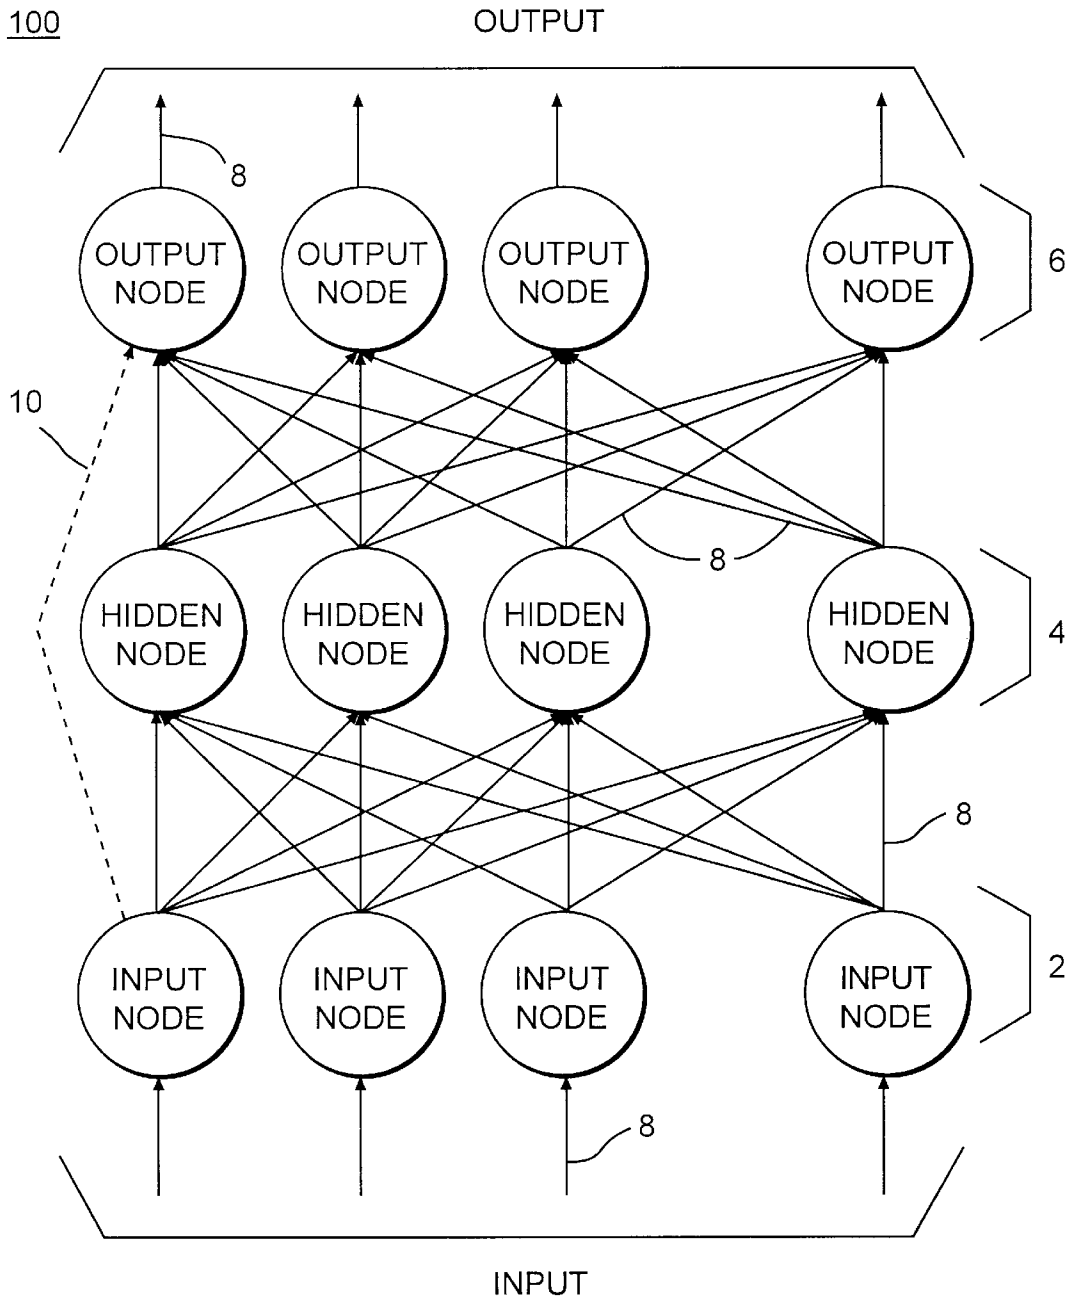 100
OUTPUT
8
OUTPUT
NODE
OUTPUT
NODE
OUTPUT
NODE
OUTPUT
NODE
6
10
8
HIDDEN
NODE
HIDDEN
NODE
HIDDEN
NODE
HIDDEN
NODE
4
8
INPUT
NODE
INPUT
NODE
INPUT
NODE
INPUT
NODE
2
8
INPUT